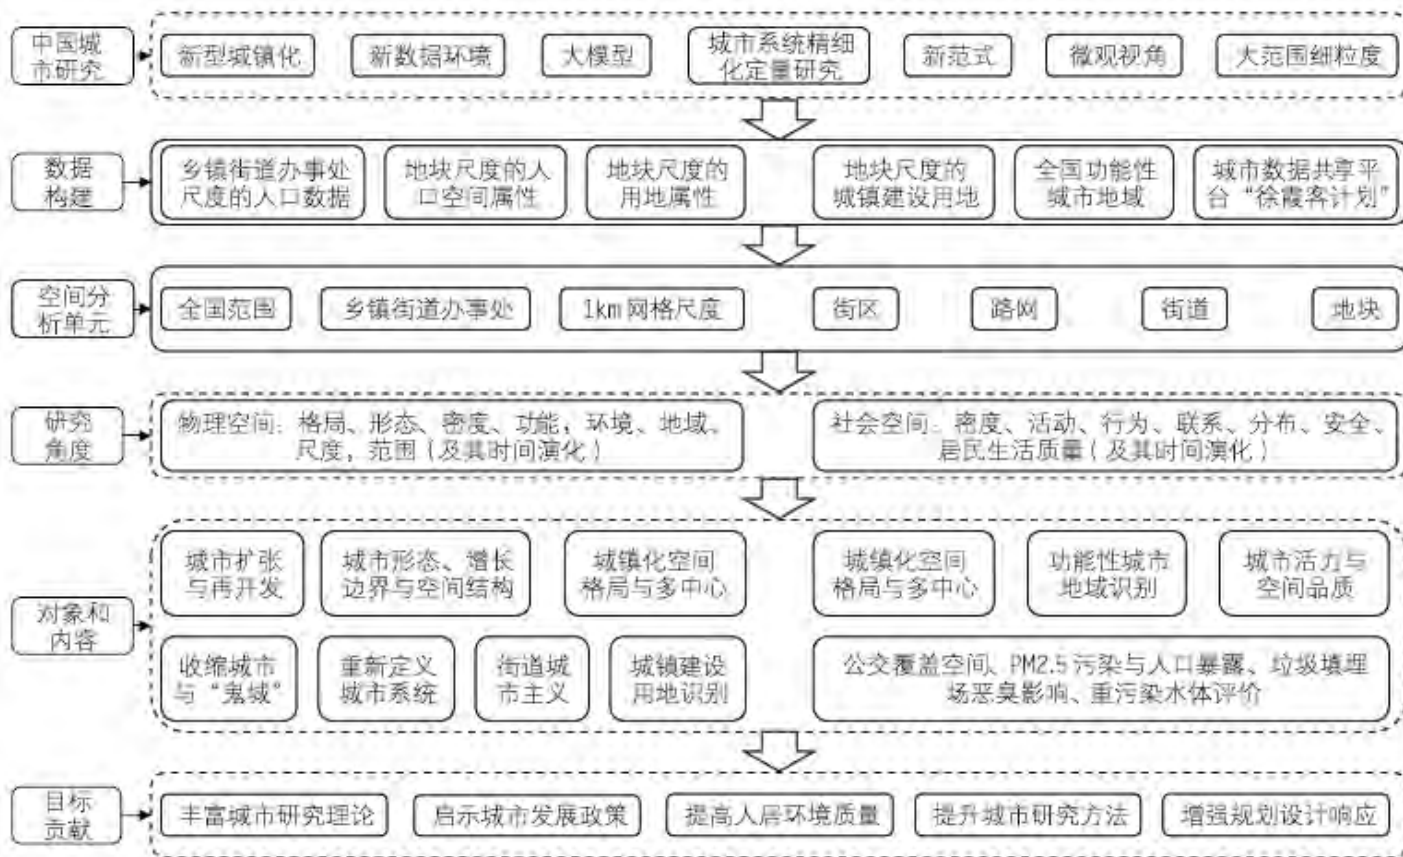 中国城
市研究
新型城镇化
新数据环境
大模型
城市系统精细
化定量研究
新范式
微观视角
大范围细粒度
数据
构建
乡镇街道办事处
尺度的人口数据
地块尺度的人
口空间属性
地块尺度的
用地属性
地块尺度的
城镇建设用地
全国功能性
城市地域
城市数据共享平
台“徐霞客计划”
空间分
析单元
全国范围
乡镇街道办事处
1km网格尺度
街区
路网
街道
地块
研究
角度
物理空间：格局、形态、密度、功能，环境、地域、
尺度，范围（及其时间演化）
社会空间：密度、活动、行为、联系、分布、安全、
居民生活质量（及其时间演化）
对象和
内容
城市扩张
与再开发
城市形态、增长
边界与空间结构
城镇化空间
格局与多中心
城镇化空间
格局与多中心
功能性城市
地域识别
城市活力与
空间品质
收缩城市
与“鬼城”
重新定义
城市系统
街道城
市主义
城镇建设
用地识别
公交覆盖空间、PM2.5污染与人口暴露、垃圾填埋
场恶臭影响、重污染水体评价
目标
贡献
丰富城市研究理论
启示城市发展政策
提高人居环境质量
提升城市研究方法
增强规划设计响应